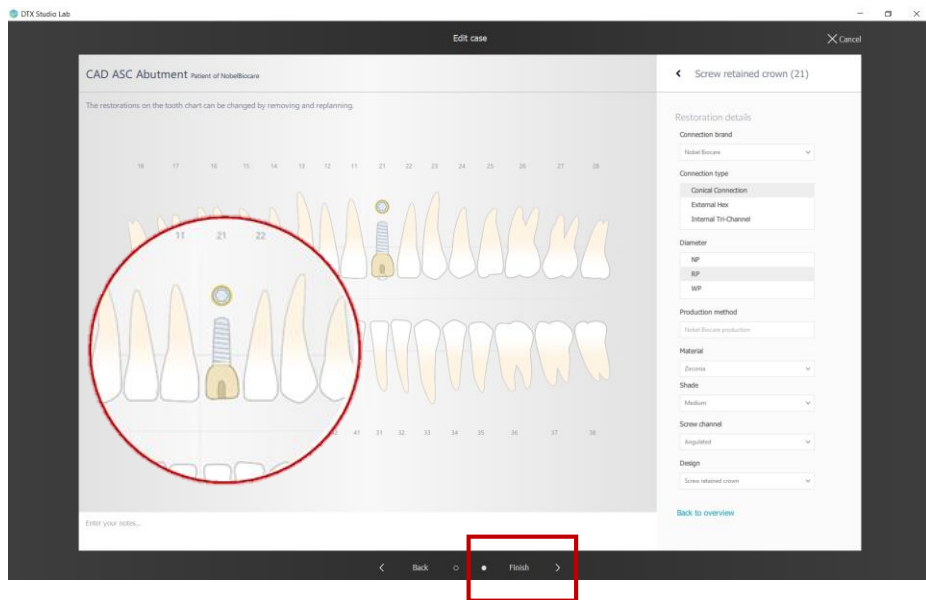 DTX Studio Lab
Edit case
Cancel
CAD ASC Abutment Patient of NobelBiocare
The restorations on the tooth chart can be changed by removing and replanning.
18 17 16 15 14 13 12 11 21 22 23 24 25 26 27 28
11 21 22
41 31 32 33 34 35 36 37 38
Enter your notes...
Screw retained crown (21)
Restoration details
Connection brand
Nobel Biocare
Connection type
Conical Connection
External Hex
Internal Tri-Channel
Diameter
NP
RP
WP
Production method
Nobel Biocare production
Material
Zirconia
Shade
Medium
Screw channel
Angulated
Design
Screw retained crown
Back to overview
Back
Finish